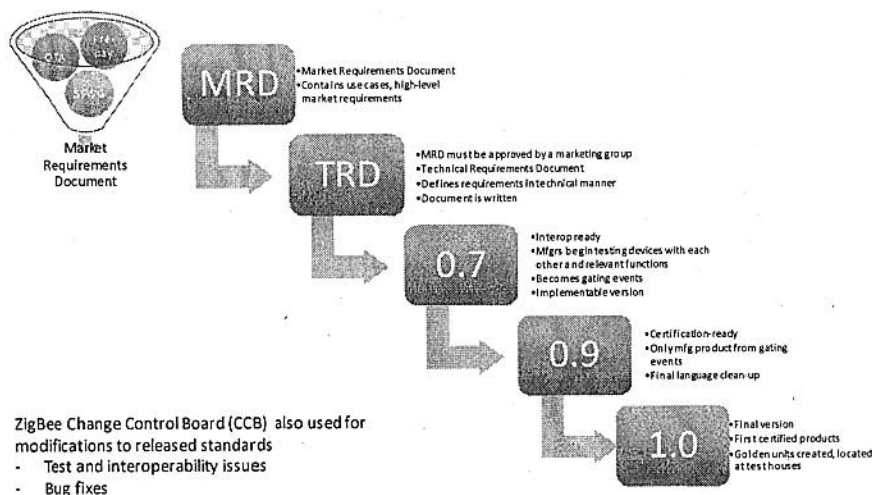 OTA
Pre-
pay
Market
Requirements
Document
MRD
•Market Requirements Document
•Contains use cases, high-level
market requirements
TRD
•MRD must be approved by a marketing group
•Technical Requirements Document
•Defines requirements in technical manner
•Document is written
0.7
•Interop ready
•Mfgrs begin testing devices with each
other and relevant functions
•Becomes gating events
•Implementable version
0.9
•Certification-ready
•Only mfg product from gating
events
•Final language clean-up
1.0
•Final version
•First certified products
•Golden units created, located
at test houses
ZigBee Change Control Board (CCB) also used for
modifications to released standards
- Test and interoperability issues
- Bug fixes